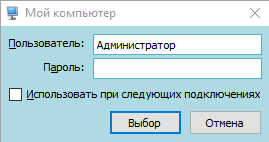 Мой компьютер
Пользователь: Администратор
Пароль:
Использовать при следующих подключениях
Выбор Отмена